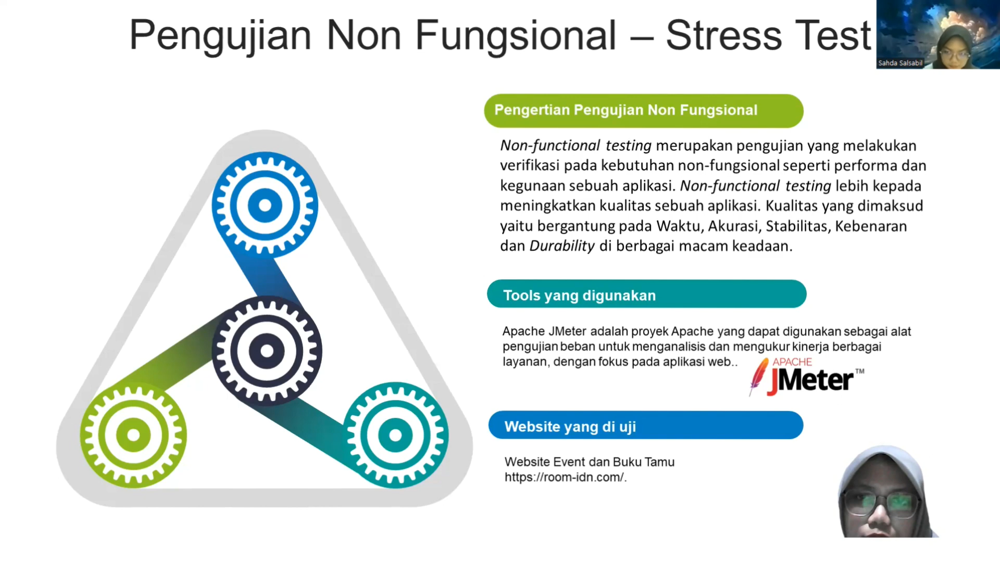 Pengujian Non Fungsional – Stress Test
Sahda Salsabil
Pengertian Pengujian Non Fungsional
Non-functional testing merupakan pengujian yang melakukan
verifikasi pada kebutuhan non-fungsional seperti performa dan
kegunaan sebuah aplikasi. Non-functional testing lebih kepada
meningkatkan kualitas sebuah aplikasi. Kualitas yang dimaksud
yaitu bergantung pada Waktu, Akurasi, Stabilitas, Kebenaran
dan Durability di berbagai macam keadaan.
Tools yang digunakan
Apache JMeter adalah proyek Apache yang dapat digunakan sebagai alat
pengujian beban untuk menganalisis dan mengukur kinerja berbagai
layanan, dengan fokus pada aplikasi web..
APACHE
JMeter™
Website yang di uji
Website Event dan Buku Tamu
https://room-idn.com/.